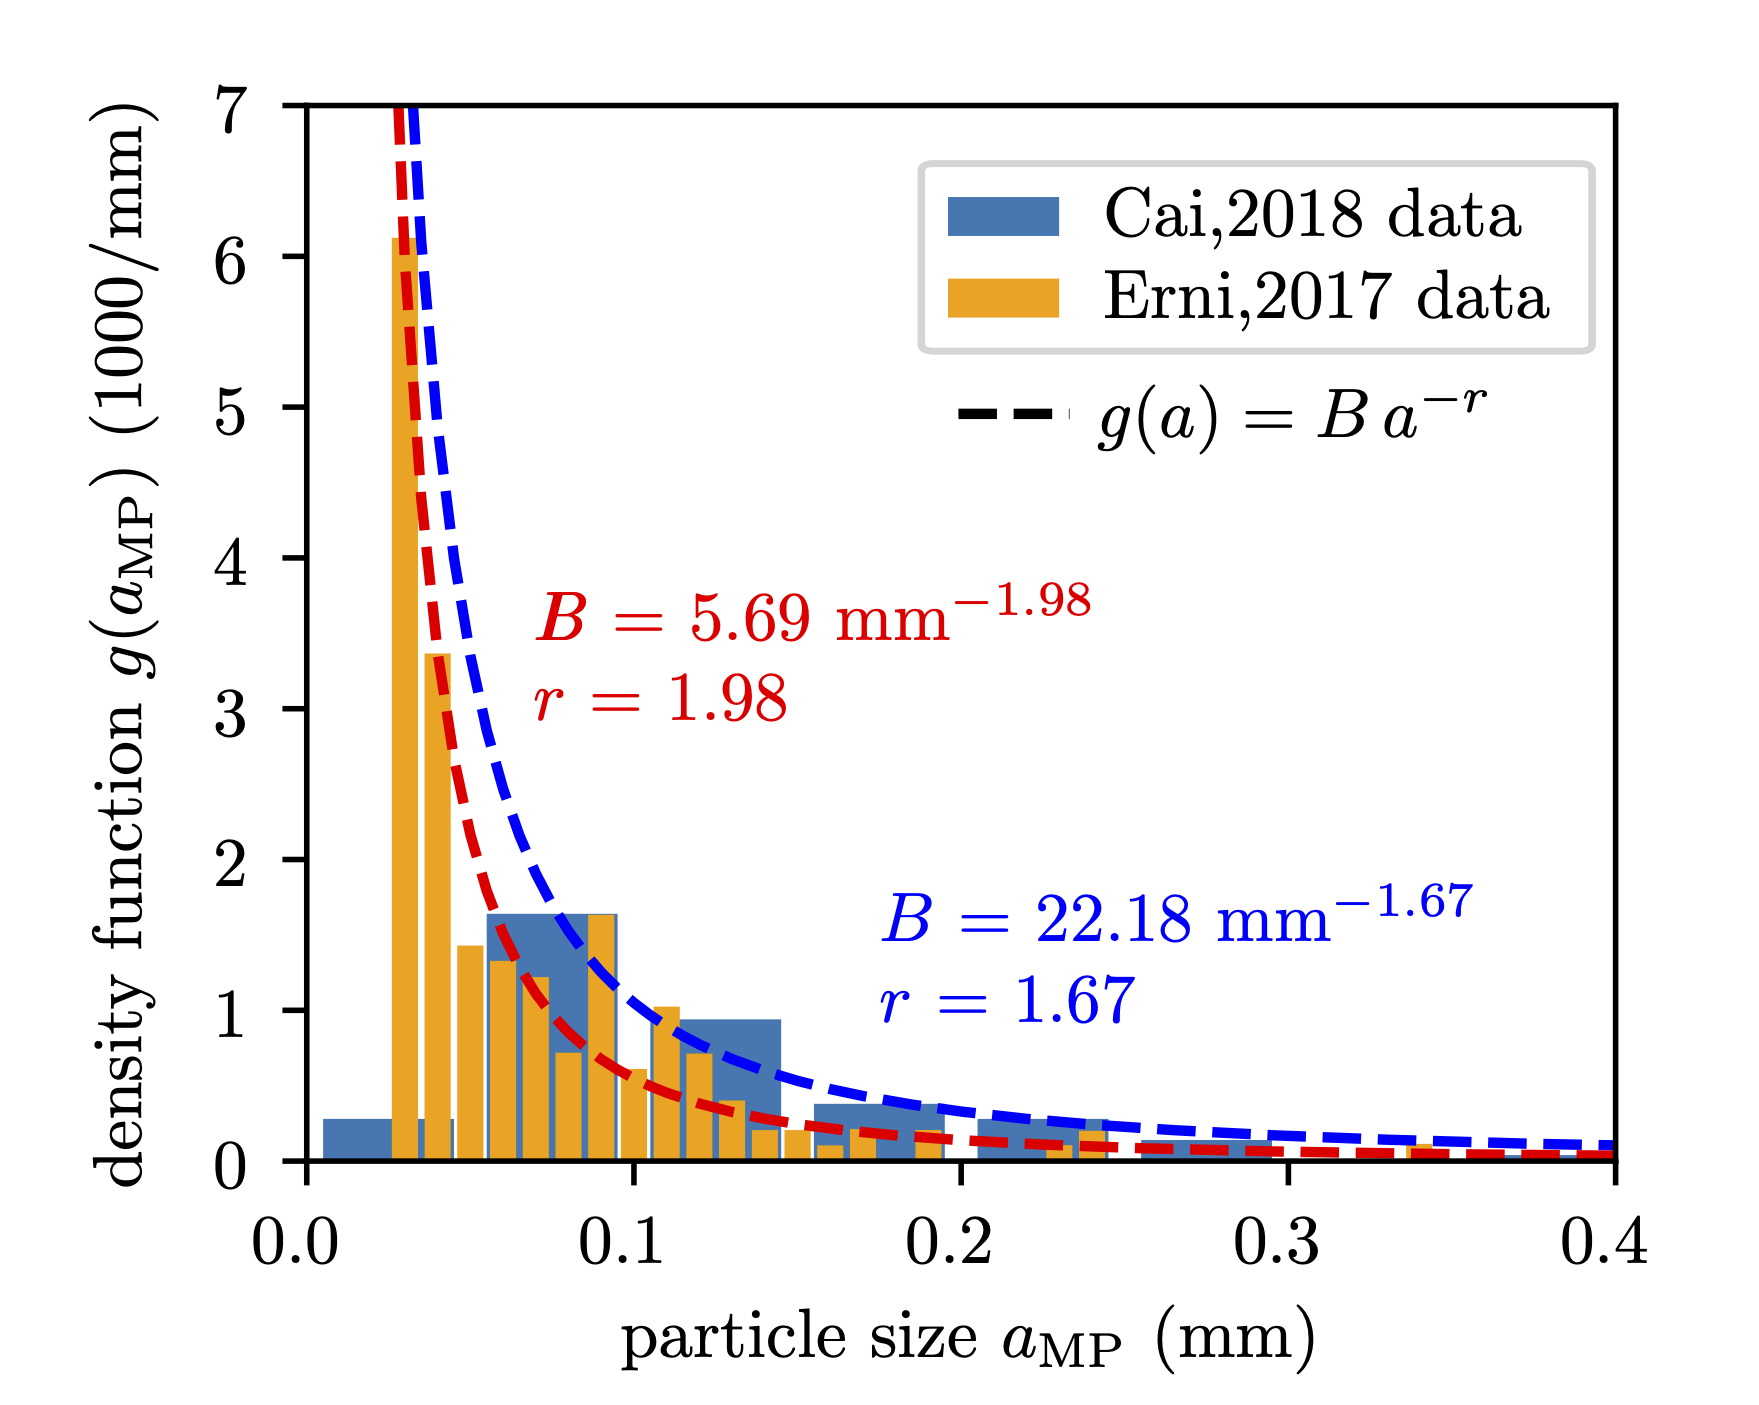 density function g(a_MP) (1000/mm)
7
6
5
4
3
2
1
0
Cai,2018 data
Erni,2017 data
g(a) = B a^−r
B = 5.69 mm^−1.98
r = 1.98
B = 22.18 mm^−1.67
r = 1.67
0.0 0.1 0.2 0.3 0.4
particle size a_MP (mm)